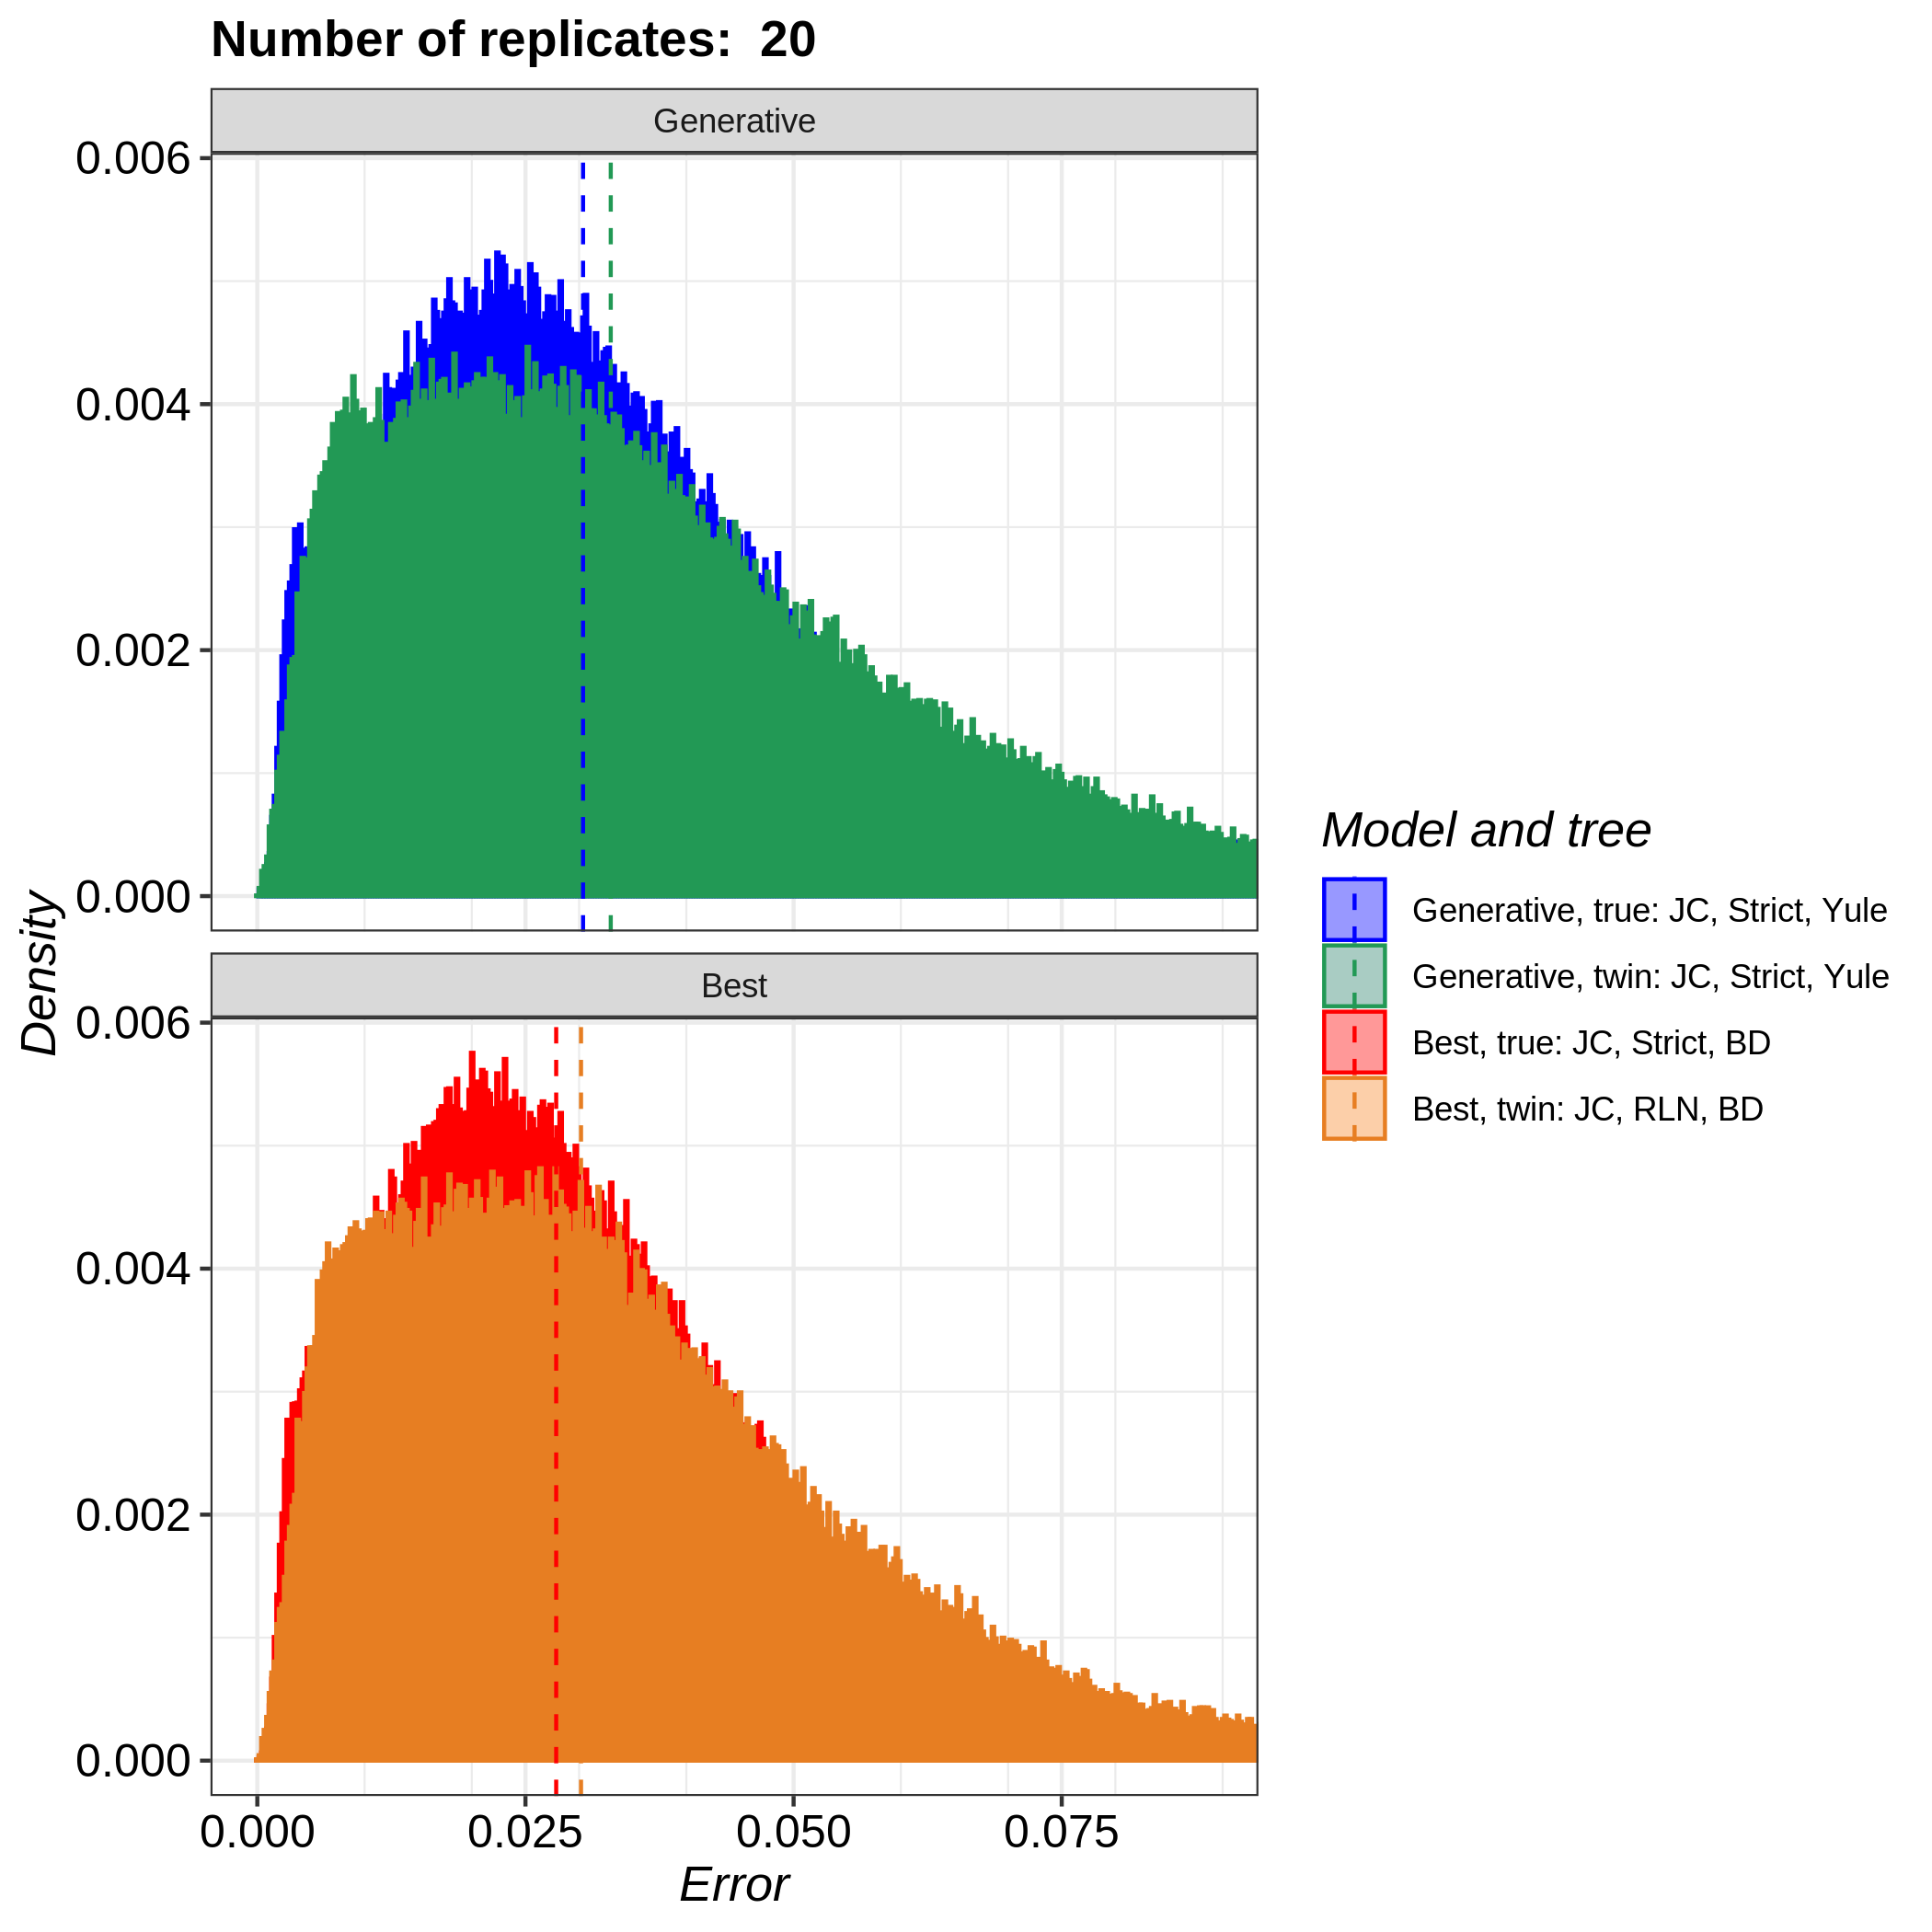 Number of replicates:  20
Generative
0.006
0.004
0.002
0.000
Density
Best
0.006
0.004
0.002
0.000
0.000 0.025 0.050 0.075
Error
Model and tree
Generative, true: JC, Strict, Yule
Generative, twin: JC, Strict, Yule
Best, true: JC, Strict, BD
Best, twin: JC, RLN, BD